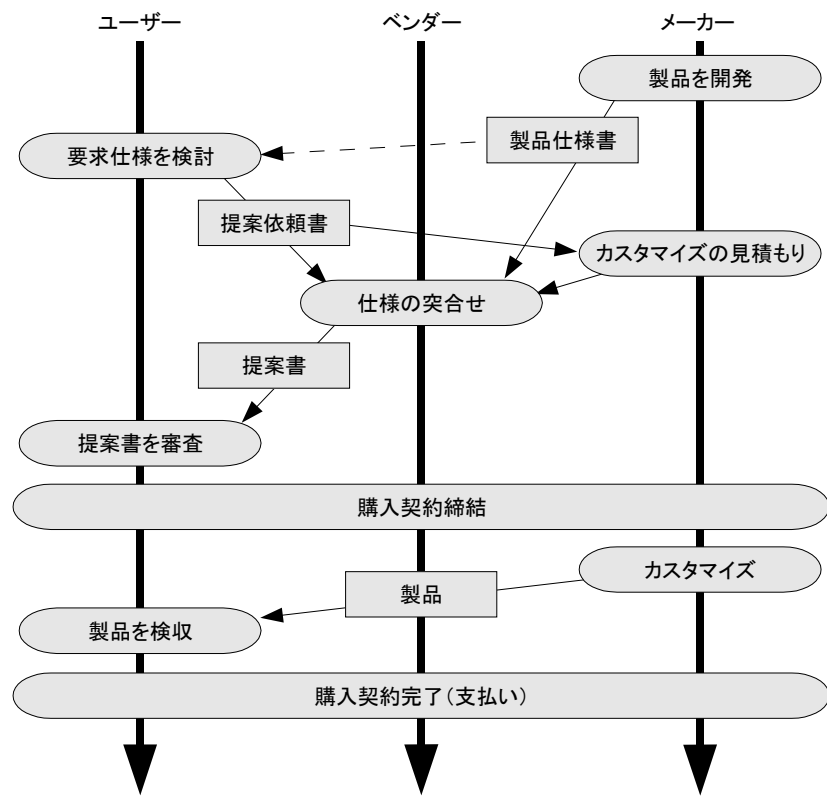 ユーザー
ベンダー
メーカー
製品を開発
製品仕様書
要求仕様を検討
提案依頼書
カスタマイズの見積もり
仕様の突合せ
提案書
提案書を審査
購入契約締結
カスタマイズ
製品
製品を検収
購入契約完了（支払い）